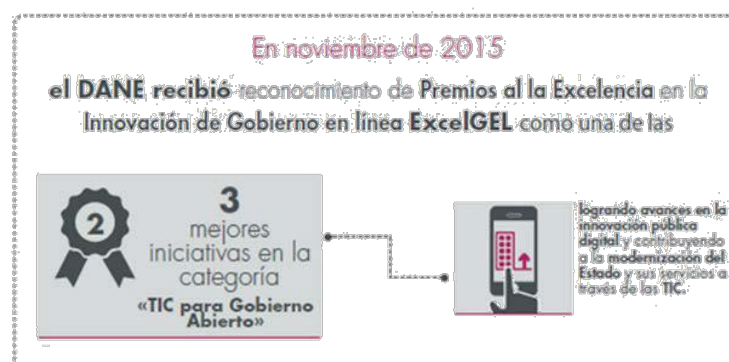 En noviembre de 2015
el DANE recibió reconocimiento de Premios al la Excelencia en la
Innovación de Gobierno en línea ExcelGEL como una de las
2
3
mejores
iniciativas en la
categoría
«TIC para Gobierno
Abierto»
logrando avances en la
innovación pública
digital y contribuyendo
a la modernización del
Estado y sus servicios a
través de las TIC.